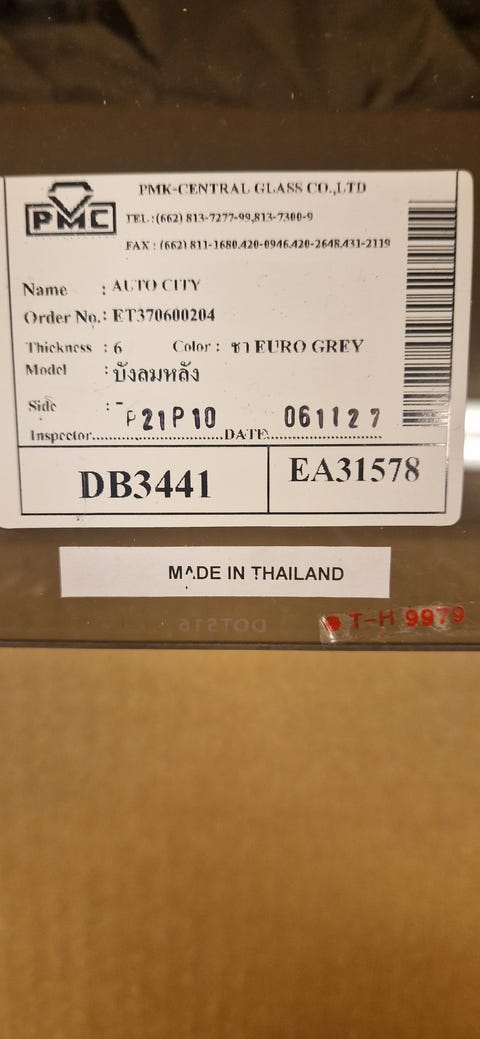 PMC
PMK-CENTRAL GLASS CO.,LTD
TEL :(662) 813-7277-99,813-7300-9
FAX : (662) 811-1680,420-0946,420-2648,431-2119
Name : AUTO CITY
Order No. : ET370600204
Thickness : 6 Color : ชา EURO GREY
Model : บังลมหลัง
Side : -
P21P10 061127
Inspector....................DATE....................
DB3441 EA31578
MADE IN THAILAND
DOT516
T-H 9979